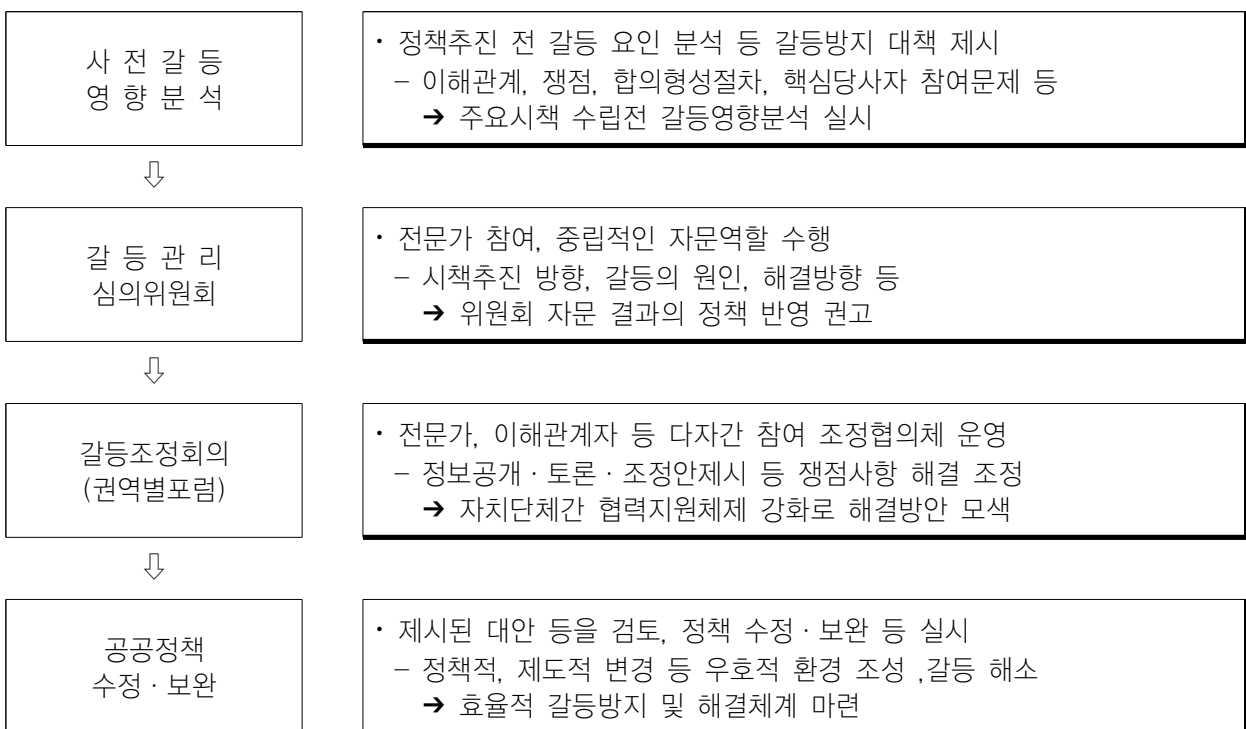 사 전 갈 등
영 향 분 석
· 정책추진 전 갈등 요인 분석 등 갈등방지 대책 제시
- 이해관계, 쟁점, 합의형성절차, 핵심당사자 참여문제 등
➔ 주요시책 수립전 갈등영향분석 실시
⇩
갈 등 관 리
심의위원회
· 전문가 참여, 중립적인 자문역할 수행
- 시책추진 방향, 갈등의 원인, 해결방향 등
➔ 위원회 자문 결과의 정책 반영 권고
⇩
갈등조정회의
(권역별포럼)
· 전문가, 이해관계자 등 다자간 참여 조정협의체 운영
- 정보공개 · 토론 · 조정안제시 등 쟁점사항 해결 조정
➔ 자치단체간 협력지원체제 강화로 해결방안 모색
⇩
공공정책
수정 · 보완
· 제시된 대안 등을 검토, 정책 수정 · 보완 등 실시
- 정책적, 제도적 변경 등 우호적 환경 조성 ,갈등 해소
➔ 효율적 갈등방지 및 해결체계 마련